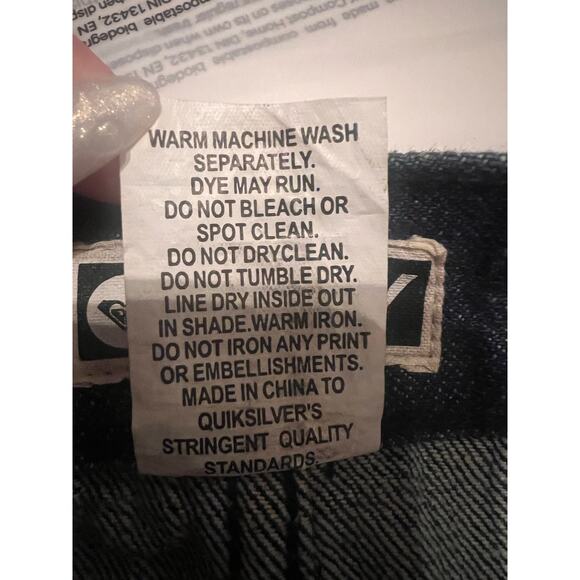 WARM MACHINE WASH
SEPARATELY.
DYE MAY RUN.
DO NOT BLEACH OR
SPOT CLEAN.
DO NOT DRYCLEAN.
DO NOT TUMBLE DRY.
LINE DRY INSIDE OUT
IN SHADE.WARM IRON.
DO NOT IRON ANY PRINT
OR EMBELLISHMENTS.
MADE IN CHINA TO
QUIKSILVER'S
STRINGENT QUALITY
STANDARDS.
Y